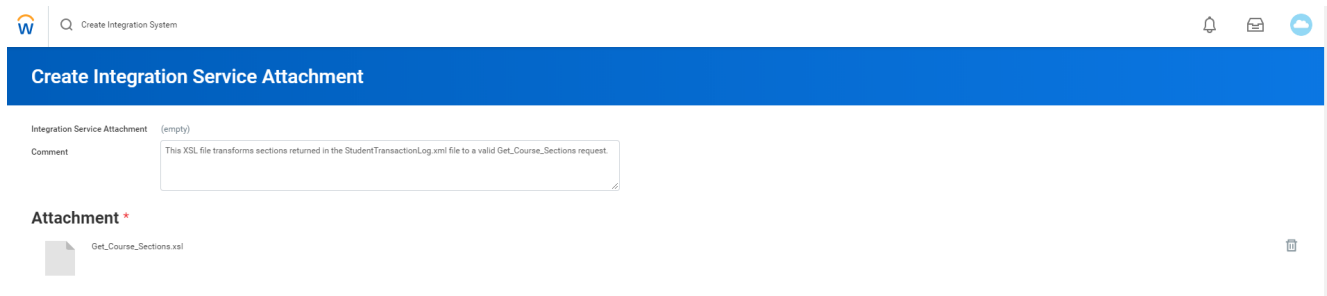 W
Create Integration System
Create Integration Service Attachment
Integration Service Attachment (empty)
Comment This XSL file transforms sections returned in the StudentTransactionLog.xml file to a valid Get_Course_Sections request.
Attachment *
Get_Course_Sections.xsl